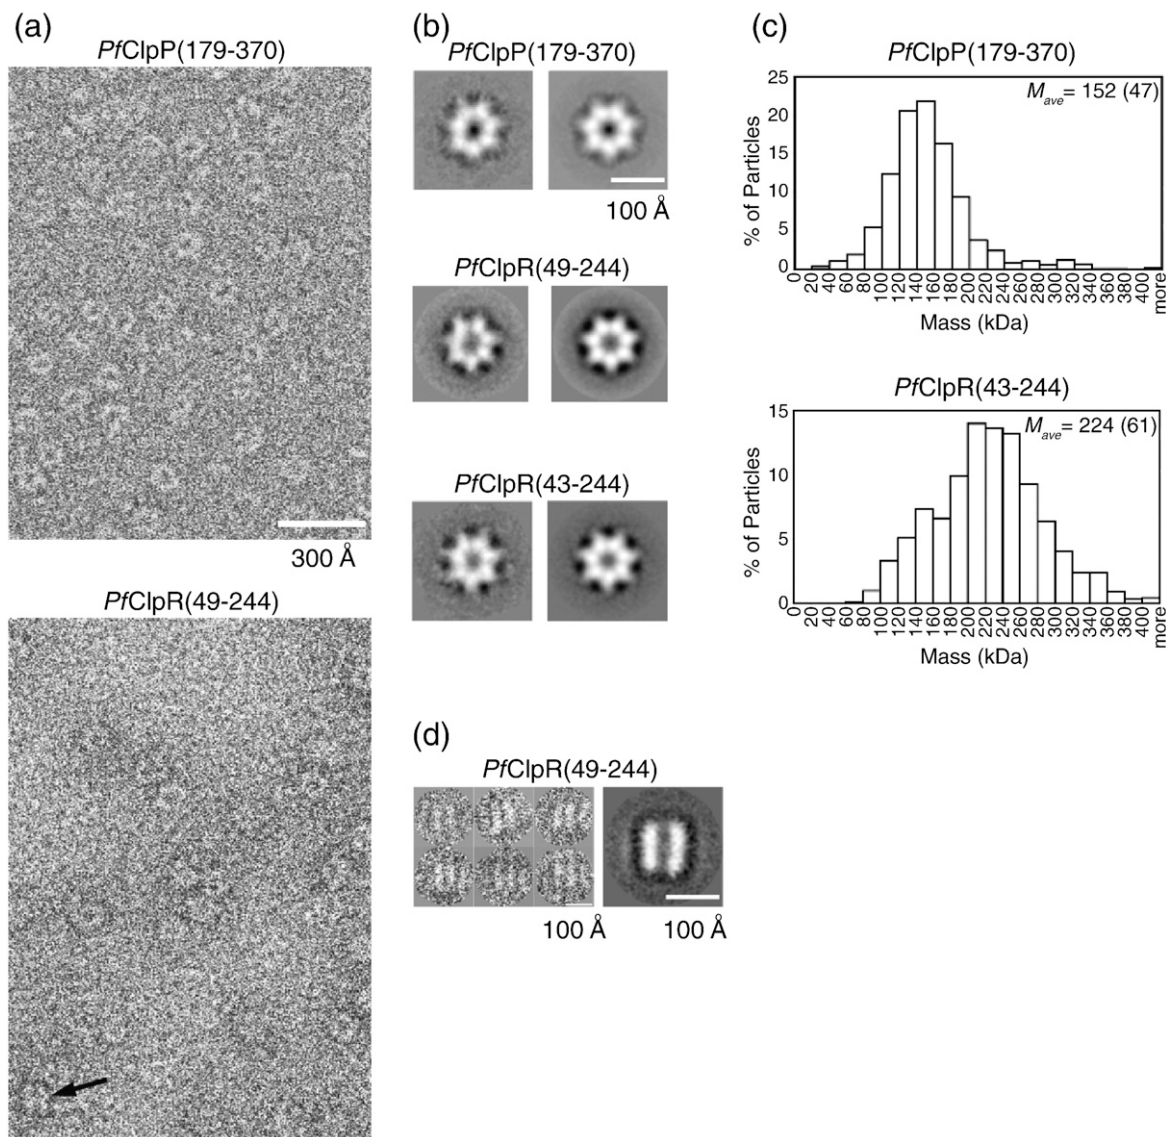 (a)
PfClpP(179-370)
300 Å
PfClpR(49-244)
(b)
PfClpP(179-370)
100 Å
PfClpR(49-244)
PfClpR(43-244)
(c)
PfClpP(179-370)
M_ave = 152 (47)
% of Particles
25
20
15
10
5
0
0 20 40 60 80 100 120 140 160 180 200 220 240 260 280 300 320 340 360 380 400 more
Mass (kDa)
PfClpR(43-244)
M_ave = 224 (61)
% of Particles
15
10
5
0
0 20 40 60 80 100 120 140 160 180 200 220 240 260 280 300 320 340 360 380 400 more
Mass (kDa)
(d)
PfClpR(49-244)
100 Å 100 Å